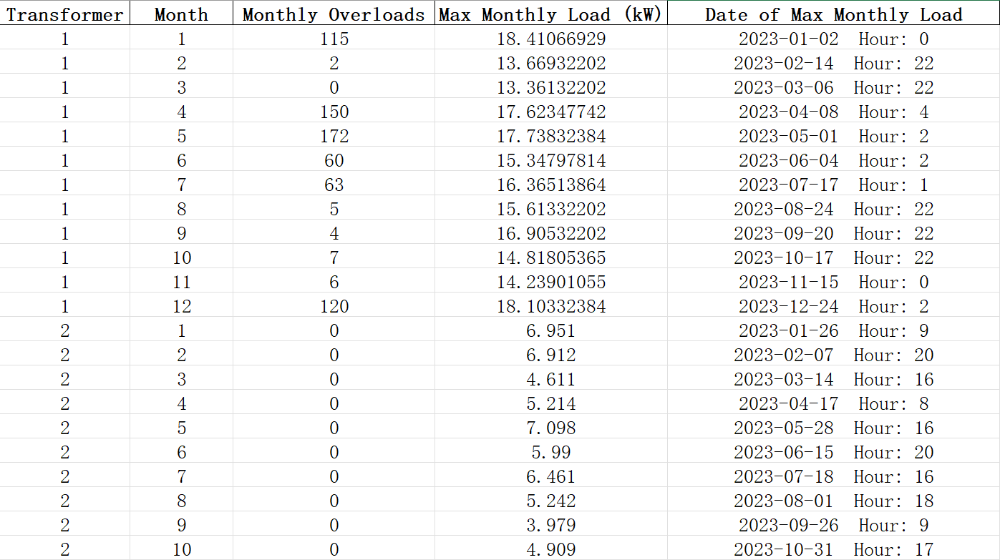 Transformer Month Monthly Overloads Max Monthly Load (kW) Date of Max Monthly Load
1 1 115 18.41066929 2023-01-02 Hour: 0
1 2 2 13.66932202 2023-02-14 Hour: 22
1 3 0 13.36132202 2023-03-06 Hour: 22
1 4 150 17.62347742 2023-04-08 Hour: 4
1 5 172 17.73832384 2023-05-01 Hour: 2
1 6 60 15.34797814 2023-06-04 Hour: 2
1 7 63 16.36513864 2023-07-17 Hour: 1
1 8 5 15.61332202 2023-08-24 Hour: 22
1 9 4 16.90532202 2023-09-20 Hour: 22
1 10 7 14.81805365 2023-10-17 Hour: 22
1 11 6 14.23901055 2023-11-15 Hour: 0
1 12 120 18.10332384 2023-12-24 Hour: 2
2 1 0 6.951 2023-01-26 Hour: 9
2 2 0 6.912 2023-02-07 Hour: 20
2 3 0 4.611 2023-03-14 Hour: 16
2 4 0 5.214 2023-04-17 Hour: 8
2 5 0 7.098 2023-05-28 Hour: 16
2 6 0 5.99 2023-06-15 Hour: 20
2 7 0 6.461 2023-07-18 Hour: 16
2 8 0 5.242 2023-08-01 Hour: 18
2 9 0 3.979 2023-09-26 Hour: 9
2 10 0 4.909 2023-10-31 Hour: 17